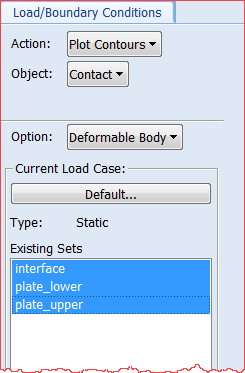 Load/Boundary Conditions
Action: Plot Contours
Object: Contact
Option: Deformable Body
Current Load Case:
Default...
Type: Static
Existing Sets
interface
plate_lower
plate_upper